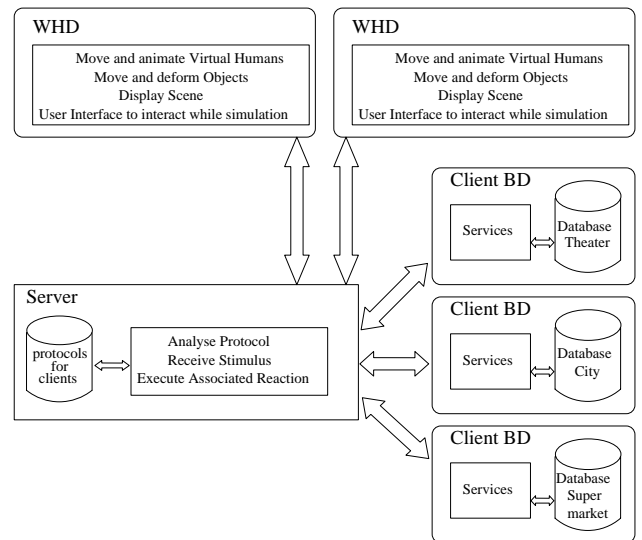 WHD
Move and animate Virtual Humans
Move and deform Objects
Display Scene
User Interface to interact while simulation
WHD
Move and animate Virtual Humans
Move and deform Objects
Display Scene
User Interface to interact while simulation
Client BD
Services
Database
Theater
Server
protocols
for
clients
Analyse Protocol
Receive Stimulus
Execute Associated Reaction
Client BD
Services
Database
City
Client BD
Services
Database
Super
market